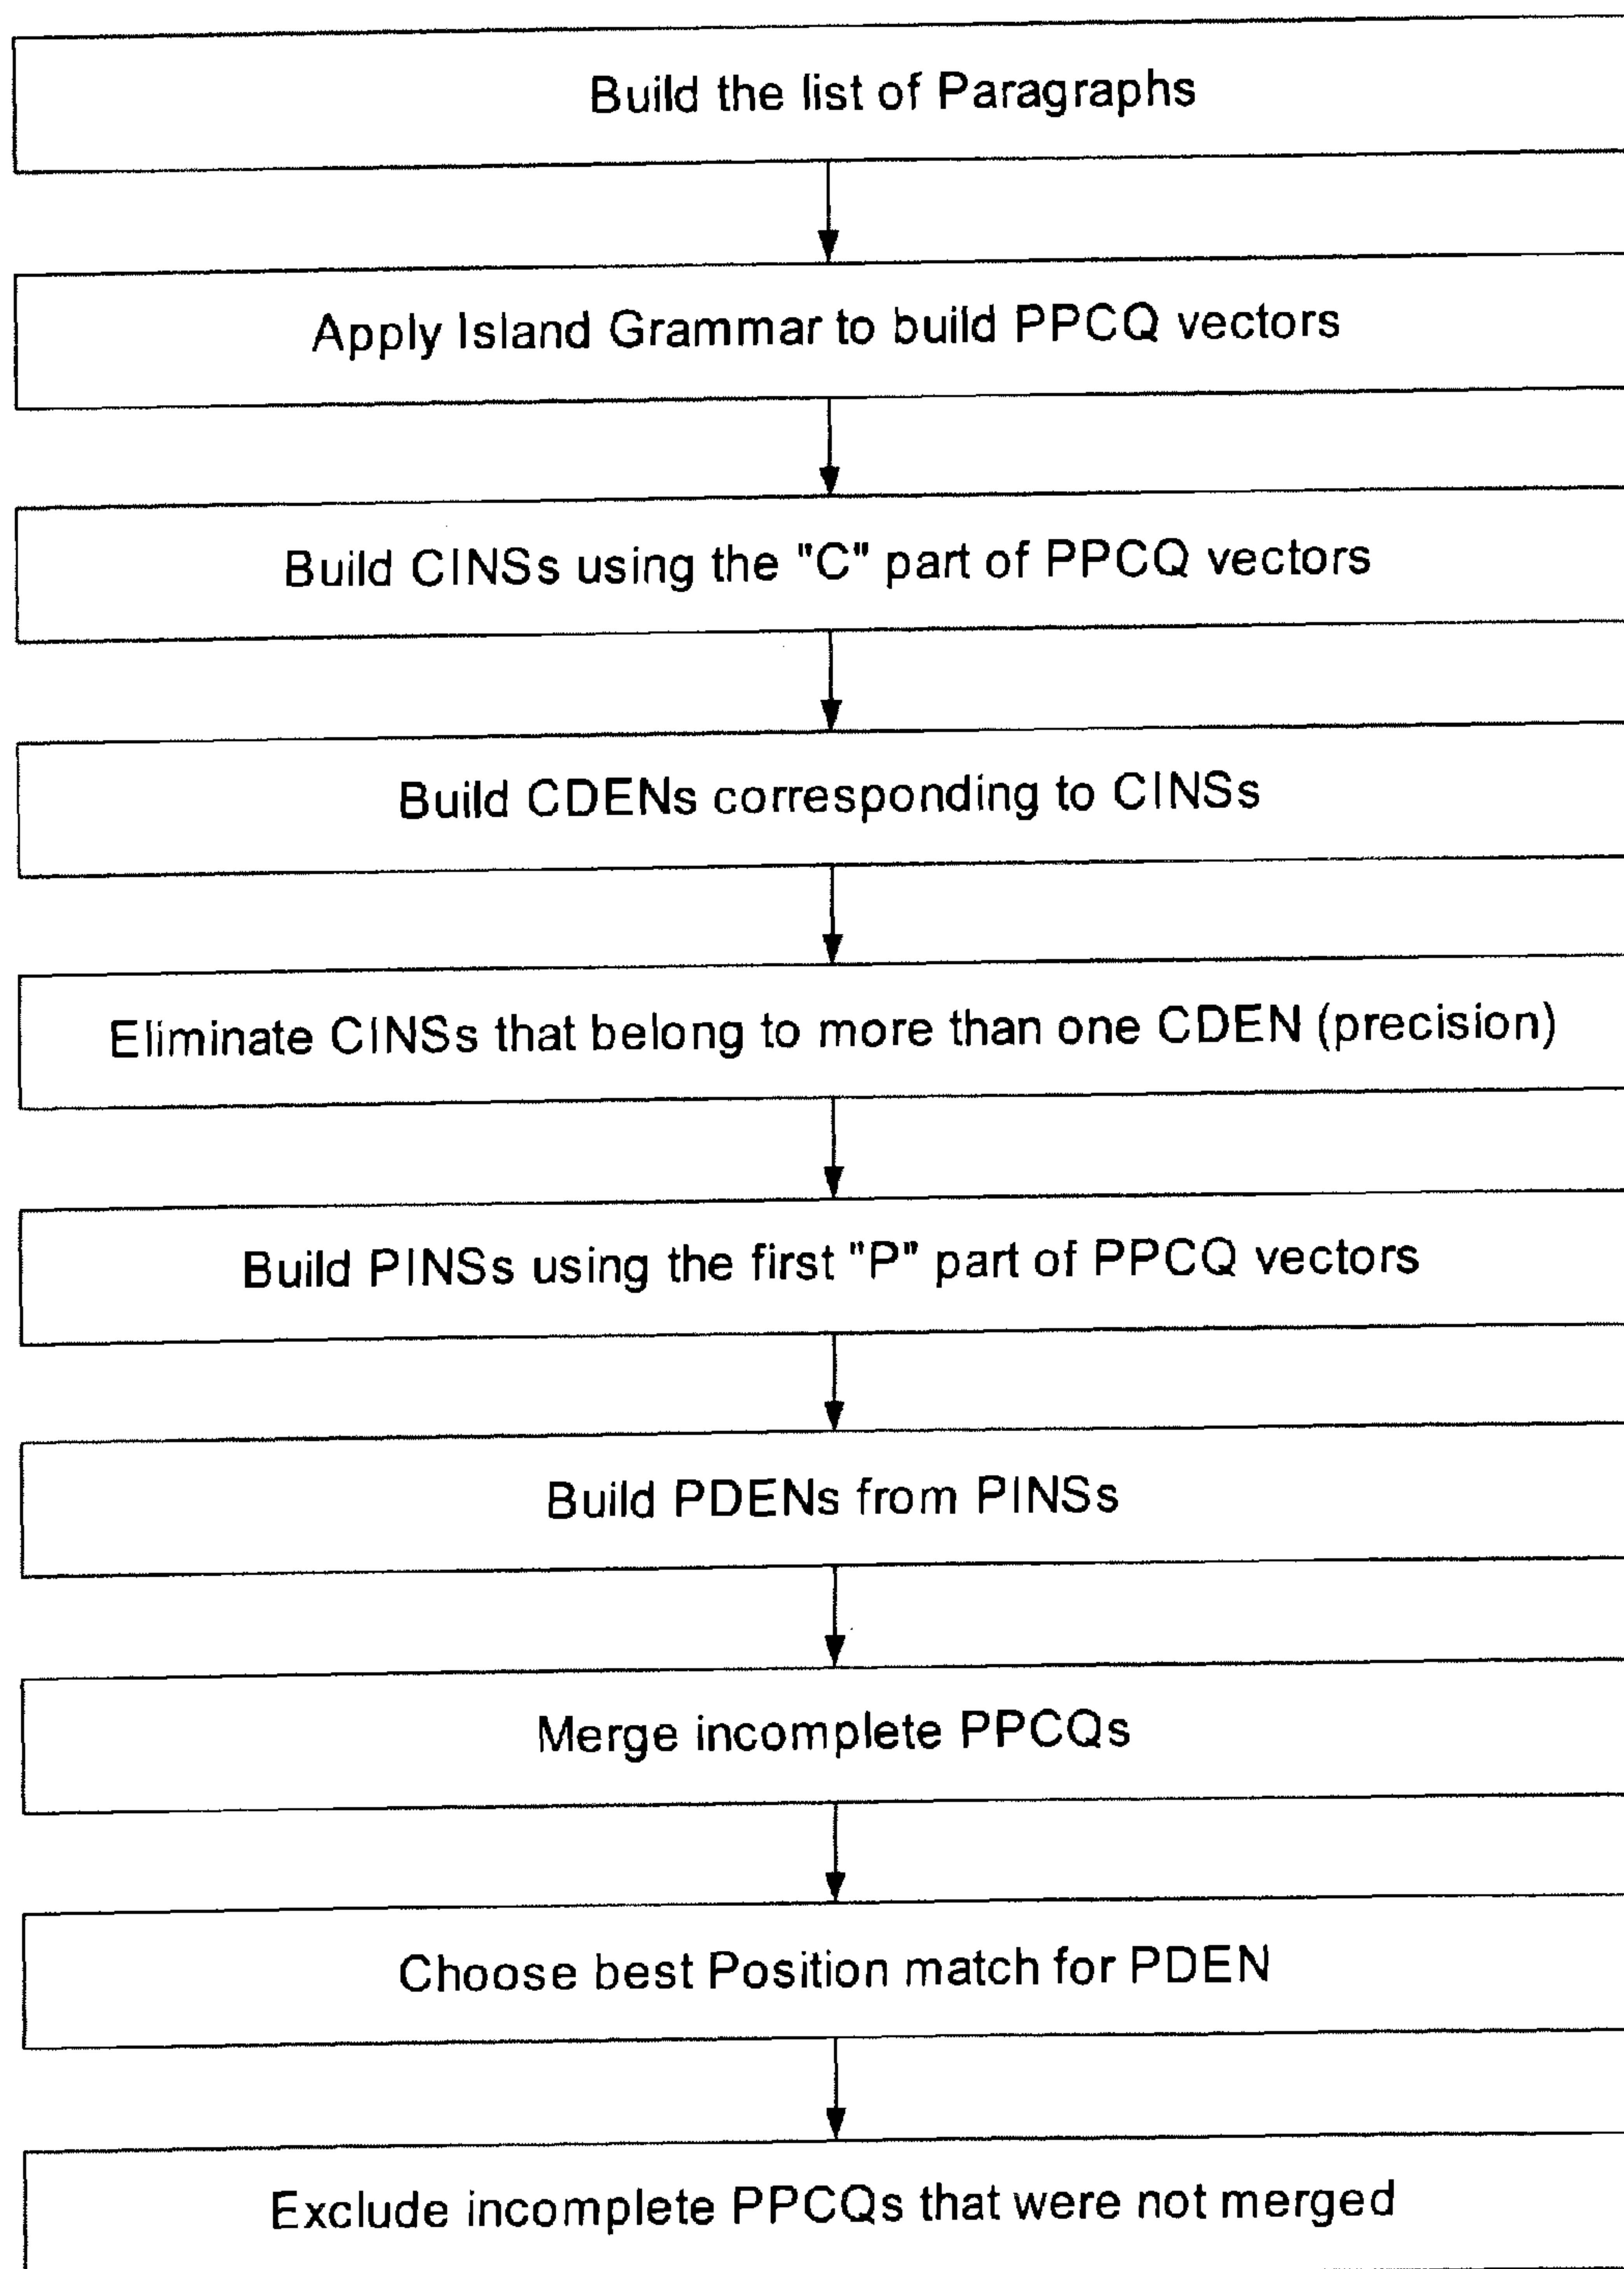 Build the list of Paragraphs
Apply Island Grammar to build PPCQ vectors
Build CINSs using the "C" part of PPCQ vectors
Build CDENs corresponding to CINSs
Eliminate CINSs that belong to more than one CDEN (precision)
Build PINSs using the first "P" part of PPCQ vectors
Build PDENs from PINSs
Merge incomplete PPCQs
Choose best Position match for PDEN
Exclude incomplete PPCQs that were not merged